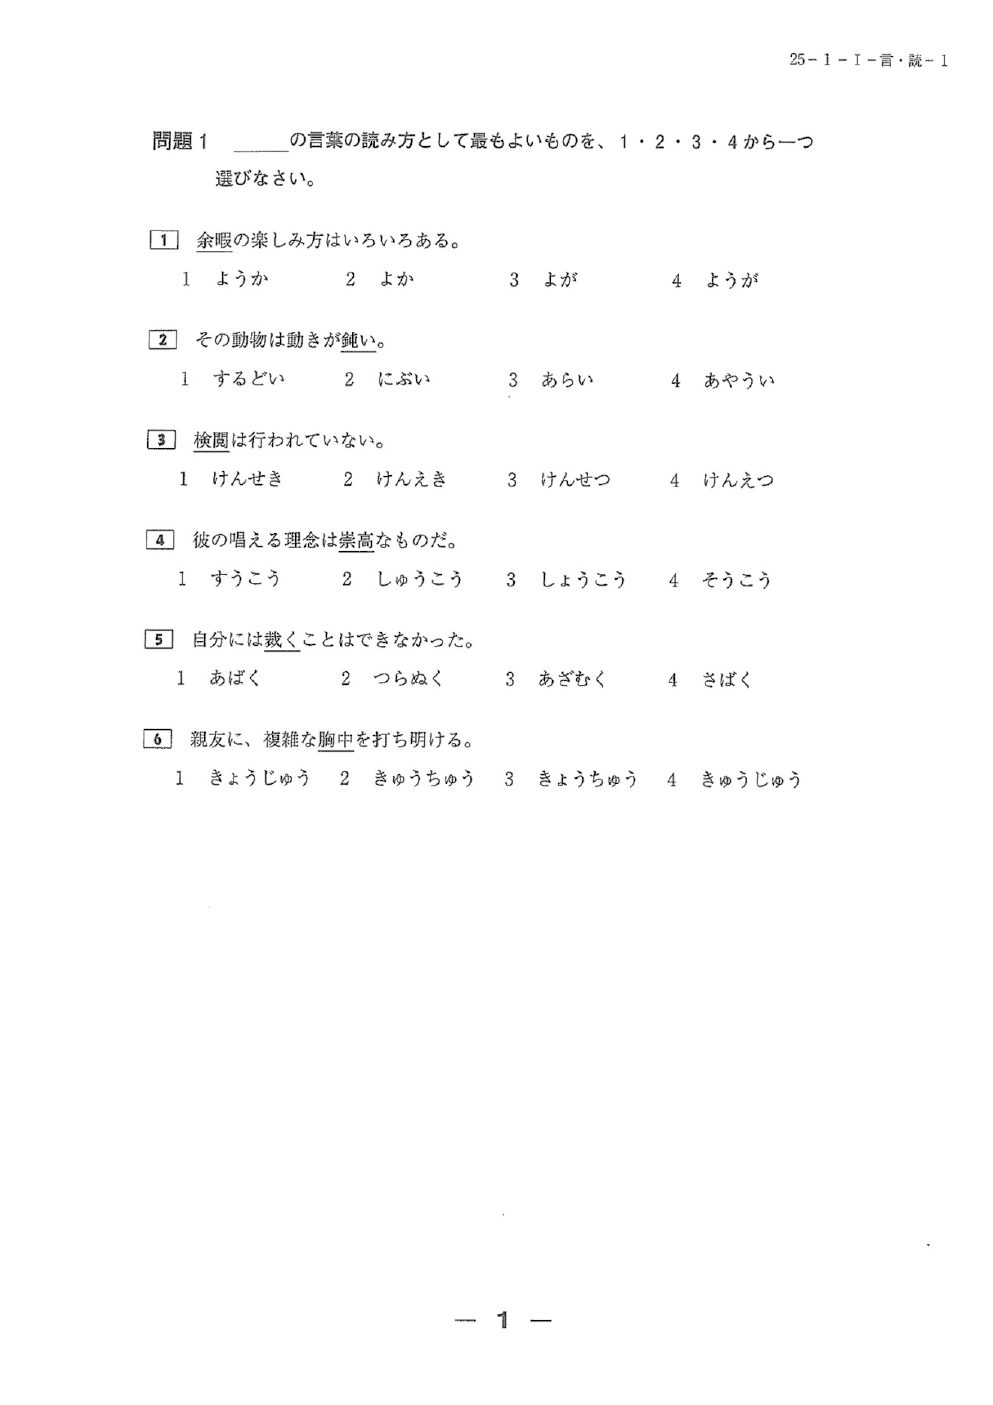 25－1－Ⅰ－言・読－1
問題1 ＿＿＿の言葉の読み方として最もよいものを、1・2・3・4から一つ
選びなさい。
1 余暇の楽しみ方はいろいろある。
1 ようか 2 よか 3 よが 4 ようが
2 その動物は動きが鈍い。
1 するどい 2 にぶい 3 あらい 4 あやうい
3 検閲は行われていない。
1 けんせき 2 けんえき 3 けんせつ 4 けんえつ
4 彼の唱える理念は崇高なものだ。
1 すうこう 2 しゅうこう 3 しょうこう 4 そうこう
5 自分には裁くことはできなかった。
1 あばく 2 つらぬく 3 あざむく 4 さばく
6 親友に、複雑な胸中を打ち明ける。
1 きょうじゅう 2 きゅうちゅう 3 きょうちゅう 4 きゅうじゅう
— 1 —